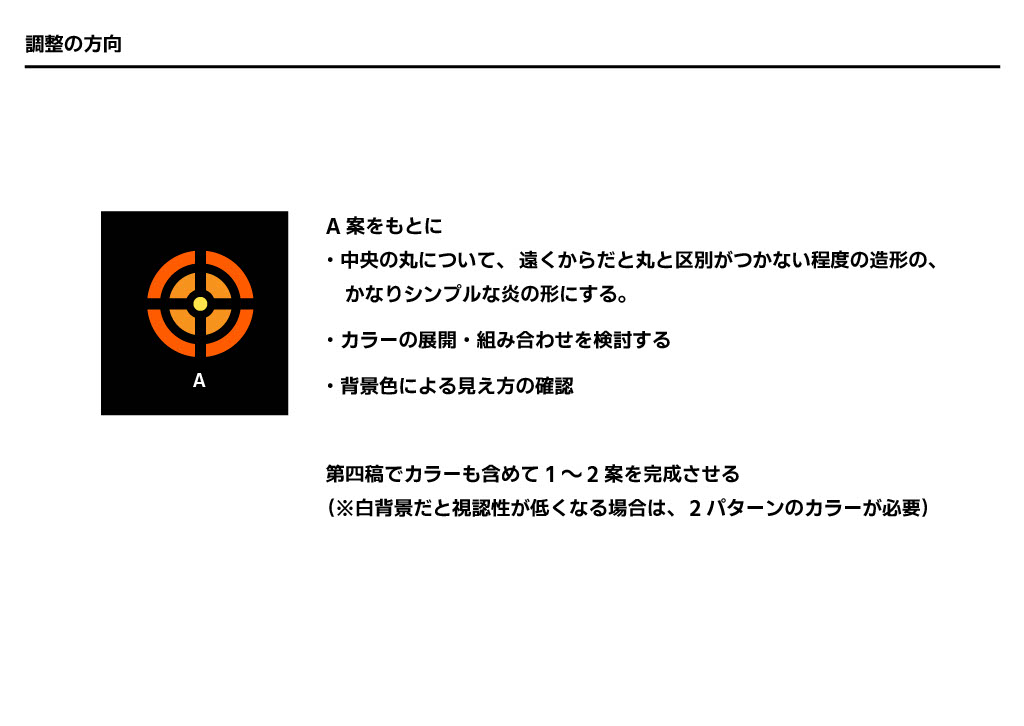 調整の方向
A
A 案をもとに
・中央の丸について、遠くからだと丸と区別がつかない程度の造形の、
かなりシンプルな炎の形にする。
・カラーの展開・組み合わせを検討する
・背景色による見え方の確認
第四稿でカラーも含めて 1 〜 2 案を完成させる
（※白背景だと視認性が低くなる場合は、2 パターンのカラーが必要）